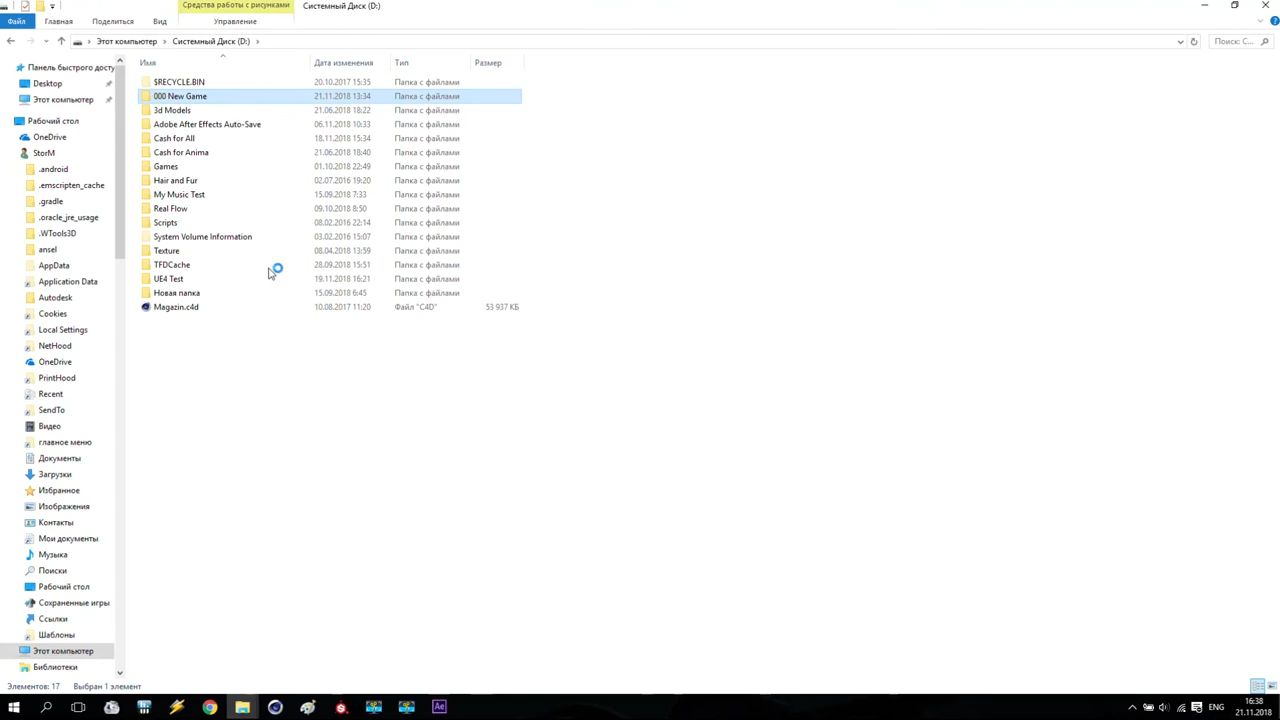 Средства работы с рисунками
Системный Диск (D:)
Файл
Главная
Поделиться
Вид
Управление
Этот компьютер
Системный Диск (D:)
Поиск: С...
Имя
Дата изменения
Тип
Размер
$RECYCLE.BIN 20.10.2017 15:35 Папка с файлами
000 New Game 21.11.2018 13:34 Папка с файлами
3d Models 21.06.2018 18:22 Папка с файлами
Adobe After Effects Auto-Save 06.11.2018 10:33 Папка с файлами
Cash for All 18.11.2018 15:34 Папка с файлами
Cash for Anima 21.06.2018 18:40 Папка с файлами
Games 01.10.2018 22:49 Папка с файлами
Hair and Fur 02.07.2016 19:20 Папка с файлами
My Music Test 15.09.2018 7:33 Папка с файлами
Real Flow 09.10.2018 8:50 Папка с файлами
Scripts 08.02.2016 22:14 Папка с файлами
System Volume Information 03.02.2016 15:07 Папка с файлами
Texture 08.04.2018 13:59 Папка с файлами
TFDCache 28.09.2018 15:51 Папка с файлами
UE4 Test 19.11.2018 16:21 Папка с файлами
Новая папка 15.09.2018 6:45 Папка с файлами
Magazin.c4d 10.08.2017 11:20 Файл "C4D" 53 937 КБ
Панель быстрого досту
Desktop
Этот компьютер
Рабочий стол
OneDrive
StorM
.android
.emscripten_cache
.gradle
.oracle_jre_usage
.WTools3D
ansel
AppData
Application Data
Autodesk
Cookies
Local Settings
NetHood
OneDrive
PrintHood
Recent
SendTo
Видео
главное меню
Документы
Загрузки
Избранное
Изображения
Контакты
Мои документы
Музыка
Поиски
Рабочий стол
Сохраненные игры
Ссылки
Шаблоны
Этот компьютер
Библиотеки
Элементов: 17
Выбран 1 элемент
Ae
ENG
16:38
21.11.2018